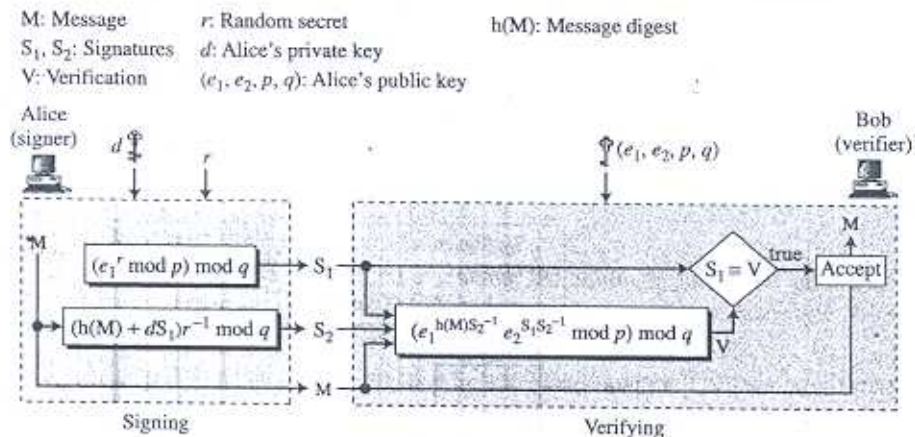 M: Message r: Random secret h(M): Message digest
S₁, S₂: Signatures d: Alice's private key
V: Verification (e₁, e₂, p, q): Alice's public key
Alice
(signer)
d
r
(e₁, e₂, p, q)
Bob
(verifier)
M
M
(e₁ʳ mod p) mod q
S₁
S₁ = V
true
Accept
(h(M) + dS₁)r⁻¹ mod q
S₂
(e₁^h(M)S₂⁻¹ e₂^S₁S₂⁻¹ mod p) mod q
V
M
Signing
Verifying